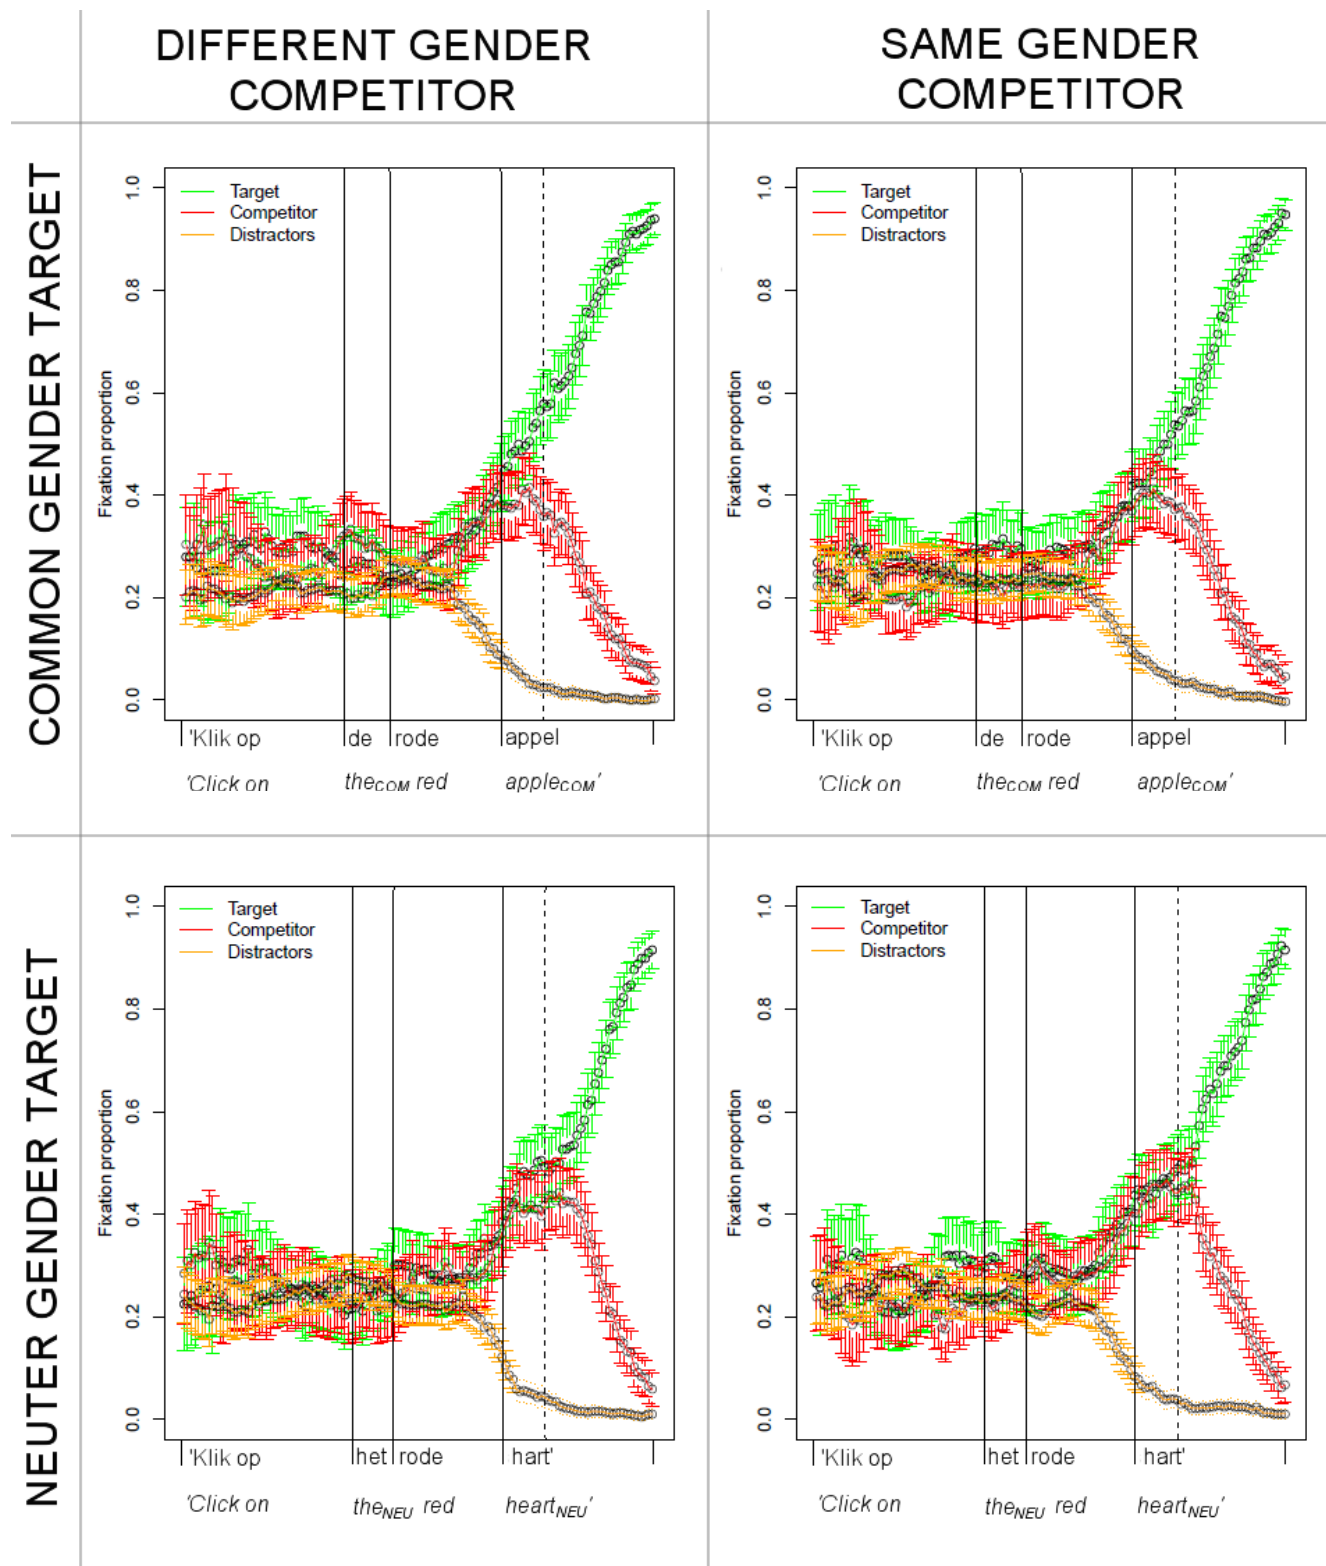 DIFFERENT GENDER
COMPETITOR
SAME GENDER
COMPETITOR
COMMON GENDER TARGET
Fixation proportion
1.0
0.8
0.6
0.4
0.2
0.0
Target
Competitor
Distractors
'Klik op de rode appel
'Click on theCOM red appleCOM'
Fixation proportion
1.0
0.8
0.6
0.4
0.2
0.0
Target
Competitor
Distractors
'Klik op de rode appel
'Click on theCOM red appleCOM'
NEUTER GENDER TARGET
Fixation proportion
1.0
0.8
0.6
0.4
0.2
0.0
Target
Competitor
Distractors
'Klik op het rode hart'
'Click on theNEU red heartNEU'
Fixation proportion
1.0
0.8
0.6
0.4
0.2
0.0
Target
Competitor
Distractors
'Klik op het rode hart'
'Click on theNEU red heartNEU'